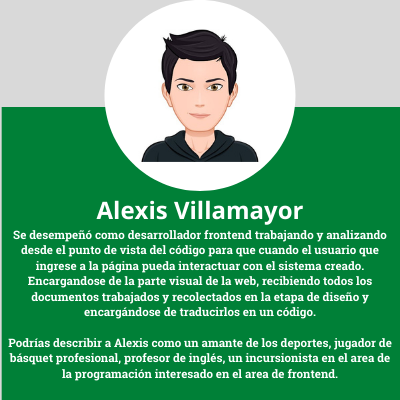 Alexis Villamayor
Se desempeñó como desarrollador frontend trabajando y analizando
desde el punto de vista del código para que cuando el usuario que
ingrese a la página pueda interactuar con el sistema creado.
Encargandose de la parte visual de la web, recibiendo todos los
documentos trabajados y recolectados en la etapa de diseño y
encargándose de traducirlos en un código.
Podrías describir a Alexis como un amante de los deportes, jugador de
básquet profesional, profesor de inglés, un incursionista en el area de
la programación interesado en el area de frontend.